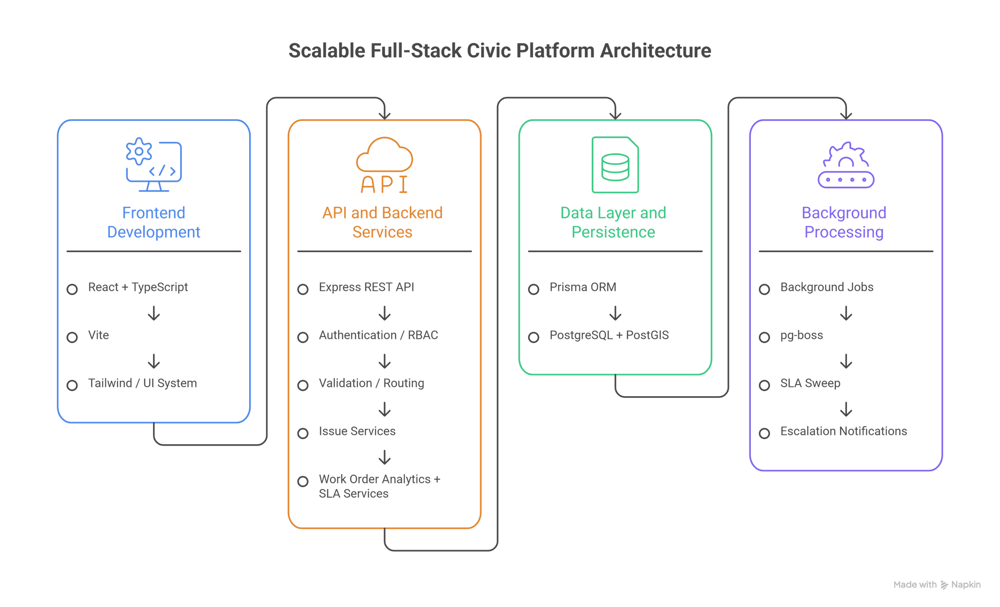 Scalable Full-Stack Civic Platform Architecture
API
Frontend
Development
React + TypeScript
Vite
Tailwind / UI System
API and Backend
Services
Express REST API
Authentication / RBAC
Validation / Routing
Issue Services
Work Order Analytics +
SLA Services
Data Layer and
Persistence
Prisma ORM
PostgreSQL + PostGIS
Background
Processing
Background Jobs
pg-boss
SLA Sweep
Escalation Notifications
Made with Napkin